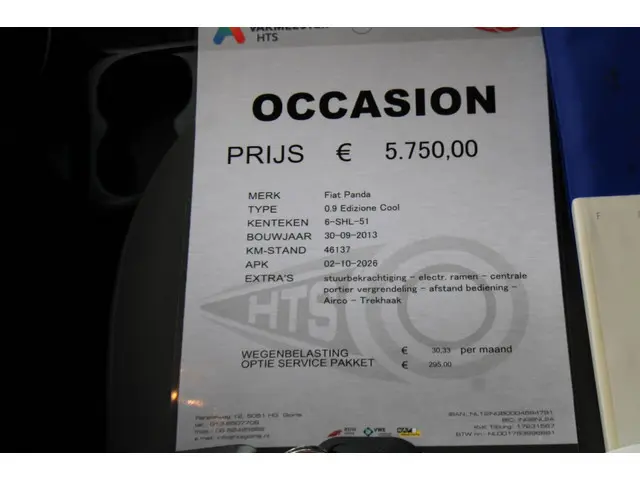 HTS
OCCASION
PRIJS € 5.750,00
MERK Fiat Panda
TYPE 0.9 Edizione Cool
KENTEKEN 6-SHL-51
BOUWJAAR 30-09-2013
KM-STAND 46137
APK 02-10-2026
EXTRA'S stuurbekrachtiging - electr. ramen - centrale
portier vergrendeling - afstand bediening -
Airco - Trekhaak
HTS
WEGENBELASTING € 30,33 per maand
OPTIE SERVICE PAKKET € 295,00